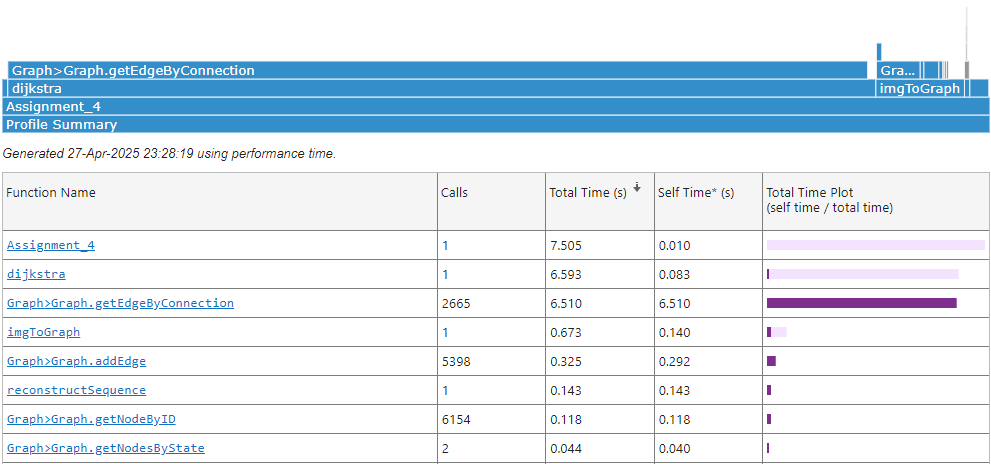 Graph>Graph.getEdgeByConnection Gra...
dijkstra imgToGraph
Assignment_4
Profile Summary
Generated 27-Apr-2025 23:28:19 using performance time.
Function Name Calls Total Time (s) Self Time* (s) Total Time Plot
(self time / total time)
Assignment_4 1 7.505 0.010
dijkstra 1 6.593 0.083
Graph>Graph.getEdgeByConnection 2665 6.510 6.510
imgToGraph 1 0.673 0.140
Graph>Graph.addEdge 5398 0.325 0.292
reconstructSequence 1 0.143 0.143
Graph>Graph.getNodeByID 6154 0.118 0.118
Graph>Graph.getNodesByState 2 0.044 0.040